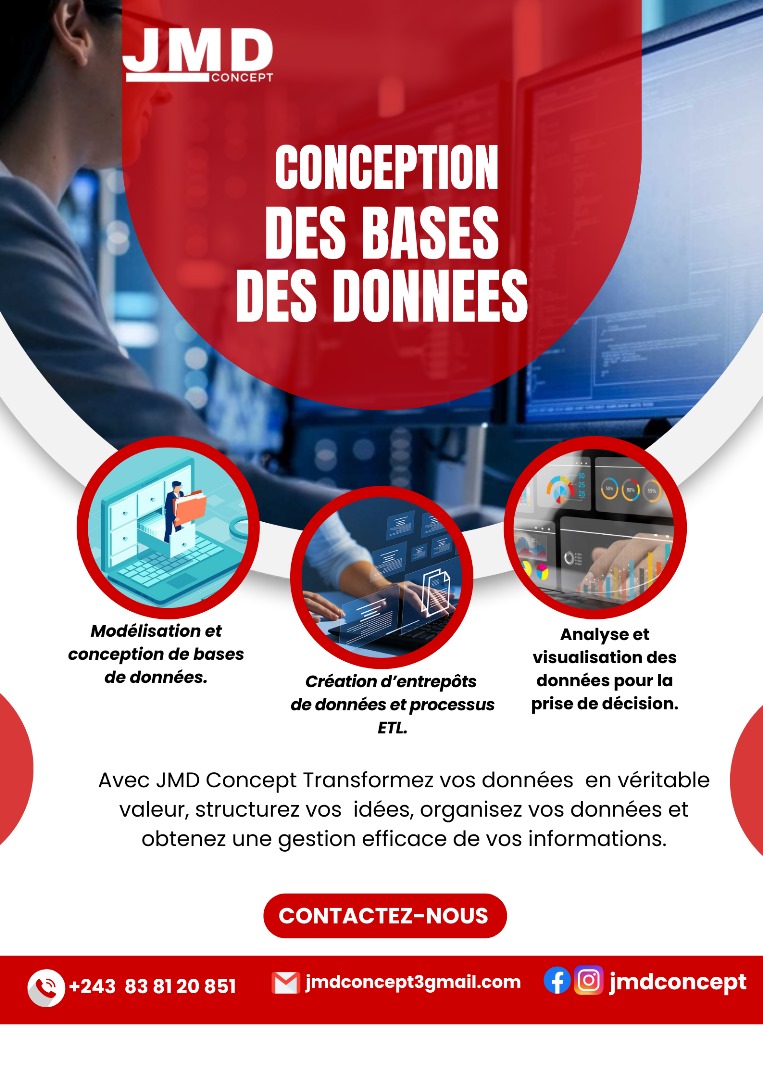 JMD
CONCEPT
CONCEPTION
DES BASES
DES DONNEES
Modélisation et
conception de bases
de données.
Création d'entrepôts
de données et processus
ETL.
Analyse et
visualisation des
données pour la
prise de décision.
Avec JMD Concept Transformez vos données en véritable
valeur, structurez vos idées, organisez vos données et
obtenez une gestion efficace de vos informations.
CONTACTEZ-NOUS
+243 83 81 20 851
jmdconcept3gmail.com
jmdconcept